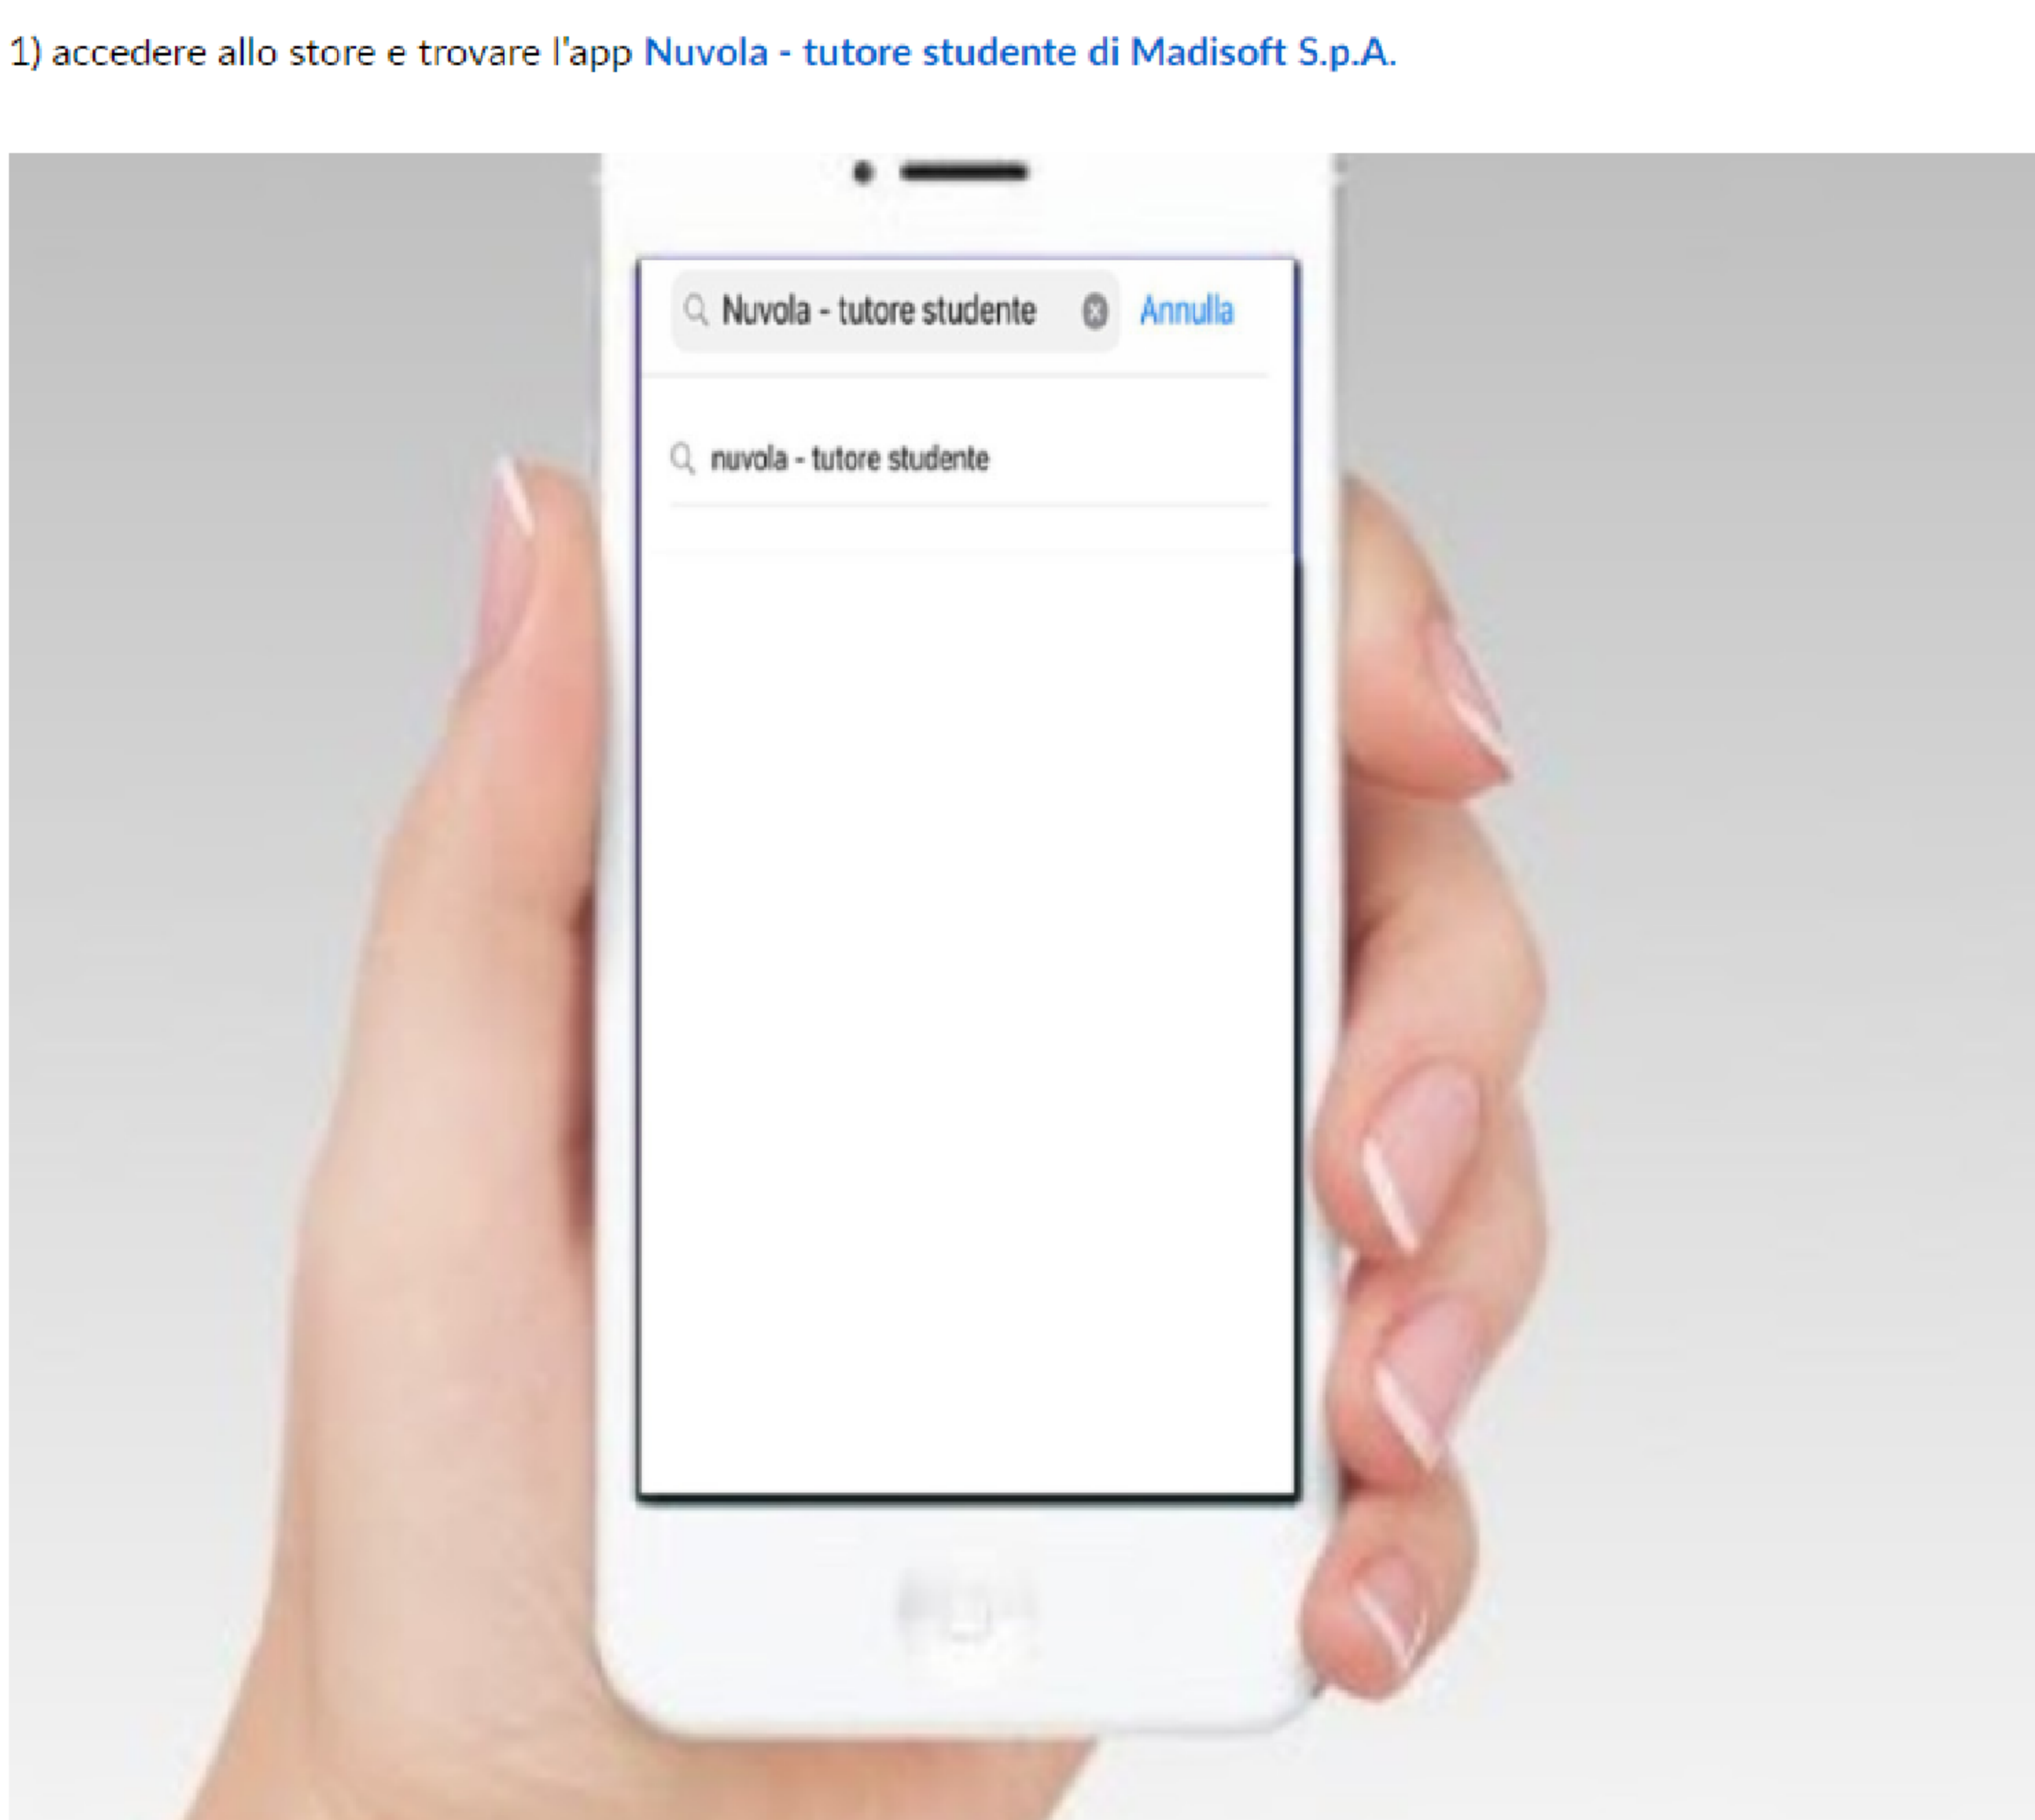 1) accedere allo store e trovare l'app Nuvola - tutore studente di Madisoft S.p.A.
Nuvola - tutore studente Annulla
nuvola - tutore studente